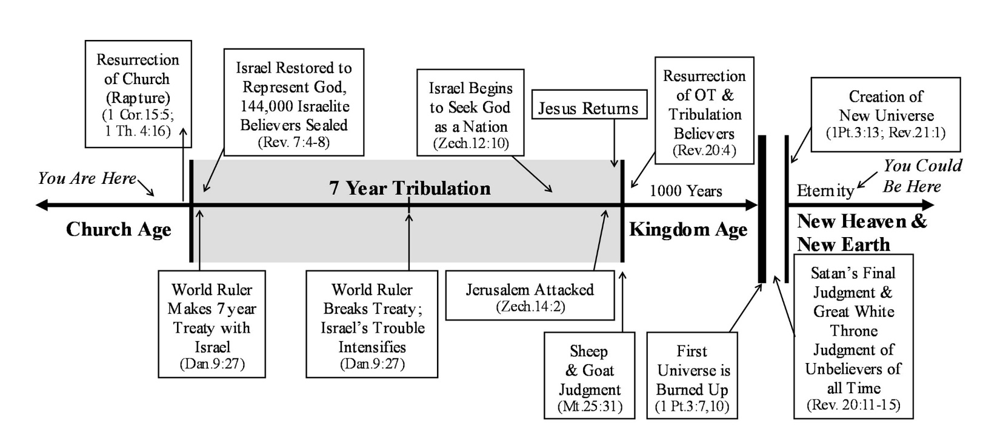 Resurrection
of Church
(Rapture)
(1 Cor.15:5;
1 Th. 4:16)
Israel Restored to
Represent God,
144,000 Israelite
Believers Sealed
(Rev. 7:4-8)
Israel Begins
to Seek God
as a Nation
(Zech.12:10)
Jesus Returns
Resurrection
of OT &
Tribulation
Believers
(Rev.20:4)
Creation of
New Universe
(1Pt.3:13; Rev.21:1)
You Are Here
7 Year Tribulation
1000 Years
Eternity
You Could
Be Here
Church Age
Kingdom Age
New Heaven &
New Earth
World Ruler
Makes 7 year
Treaty with
Israel
(Dan.9:27)
World Ruler
Breaks Treaty;
Israel's Trouble
Intensifies
(Dan.9:27)
Jerusalem Attacked
(Zech.14:2)
Sheep
& Goat
Judgment
(Mt.25:31)
First
Universe is
Burned Up
(1 Pt.3:7,10)
Satan's Final
Judgment &
Great White
Throne
Judgment of
Unbelievers of
all Time
(Rev. 20:11-15)